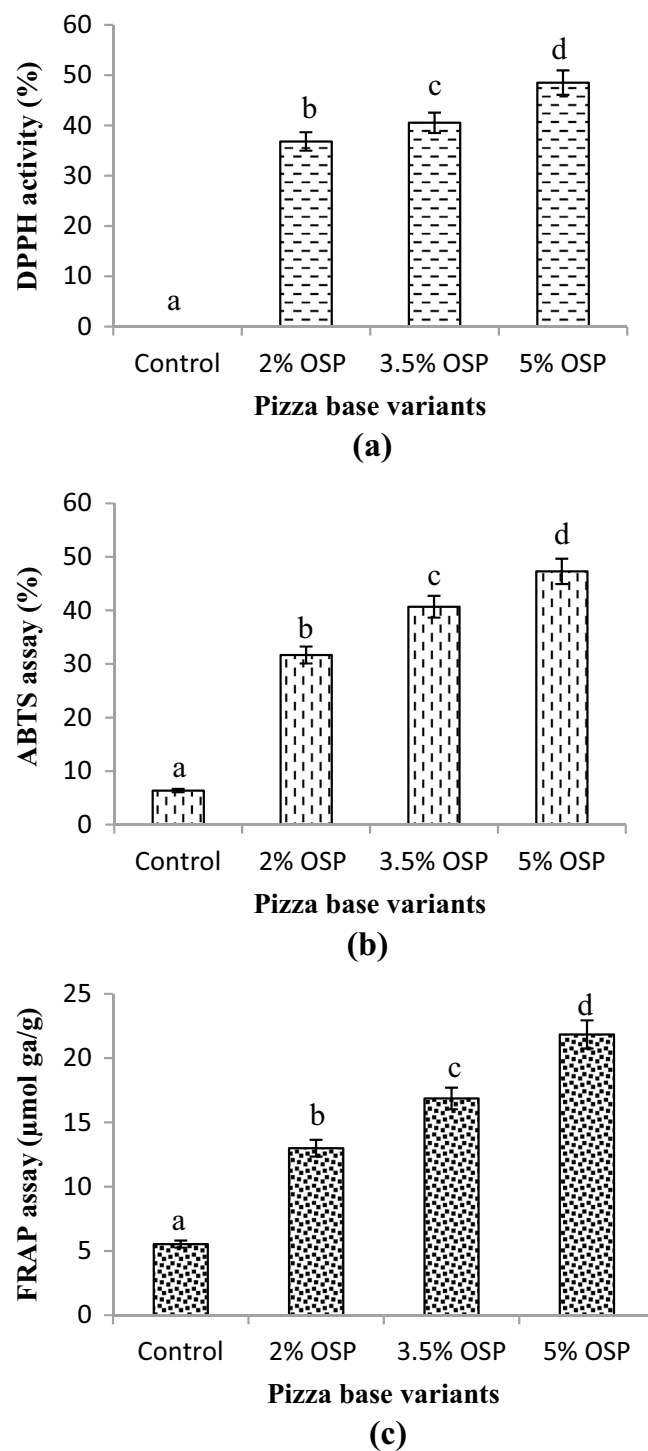 60
50
40
30
20
10
0
DPPH activity (%)
a
b
c
d
Control 2% OSP 3.5% OSP 5% OSP
Pizza base variants
(a)
60
50
40
30
20
10
0
ABTS assay (%)
a
b
c
d
Control 2% OSP 3.5% OSP 5% OSP
Pizza base variants
(b)
25
20
15
10
5
0
FRAP assay (µmol ga/g)
a
b
c
d
Control 2% OSP 3.5% OSP 5% OSP
Pizza base variants
(c)